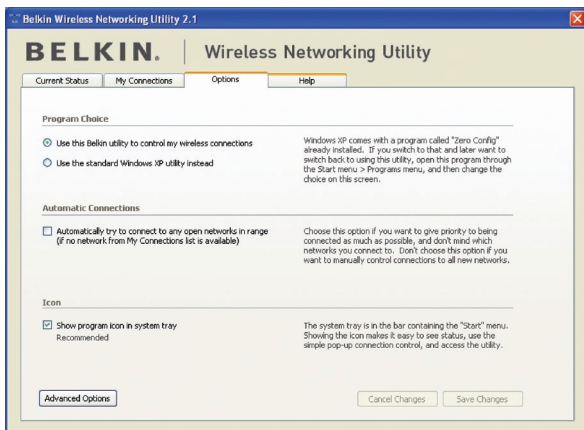 Belkin Wireless Networking Utility 2.1
BELKIN. Wireless Networking Utility
Current Status
My Connections
Options
Help
Program Choice
Use this Belkin utility to control my wireless connections
Use the standard Windows XP utility instead
Windows XP comes with a program called "Zero Config"
already installed. If you switch to that and later want to
switch back to using this utility, open this program through
the Start menu > Programs menu, and then change the
choice on this screen.
Automatic Connections
Automatically try to connect to any open networks in range
(if no network from My Connections list is available)
Choose this option if you want to give priority to being
connected as much as possible, and don't mind which
networks you connect to. Don't choose this option if you
want to manually control connections to all new networks.
Icon
Show program icon in system tray
Recommended
The system tray is in the bar containing the "Start" menu.
Showing the icon makes it easy to see status, use the
simple pop-up connection control, and access the utility.
Advanced Options
Cancel Changes
Save Changes